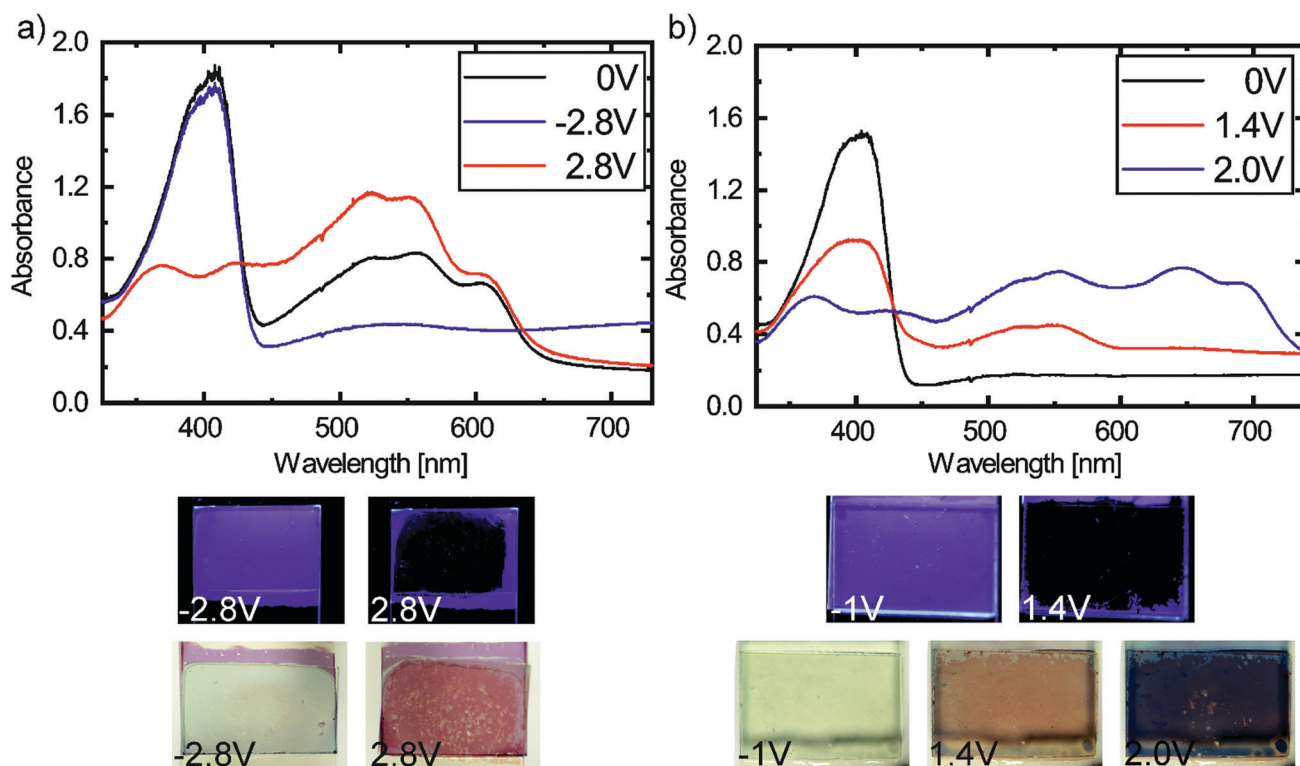 a)
2.0
1.6
1.2
0.8
0.4
0.0
Absorbance
0V
-2.8V
2.8V
400 500 600 700
Wavelength [nm]
-2.8V 2.8V
-2.8V 2.8V
b)
2.0
1.6
1.2
0.8
0.4
0.0
Absorbance
0V
1.4V
2.0V
400 500 600 700
Wavelength [nm]
-1V 1.4V
-1V 1.4V 2.0V